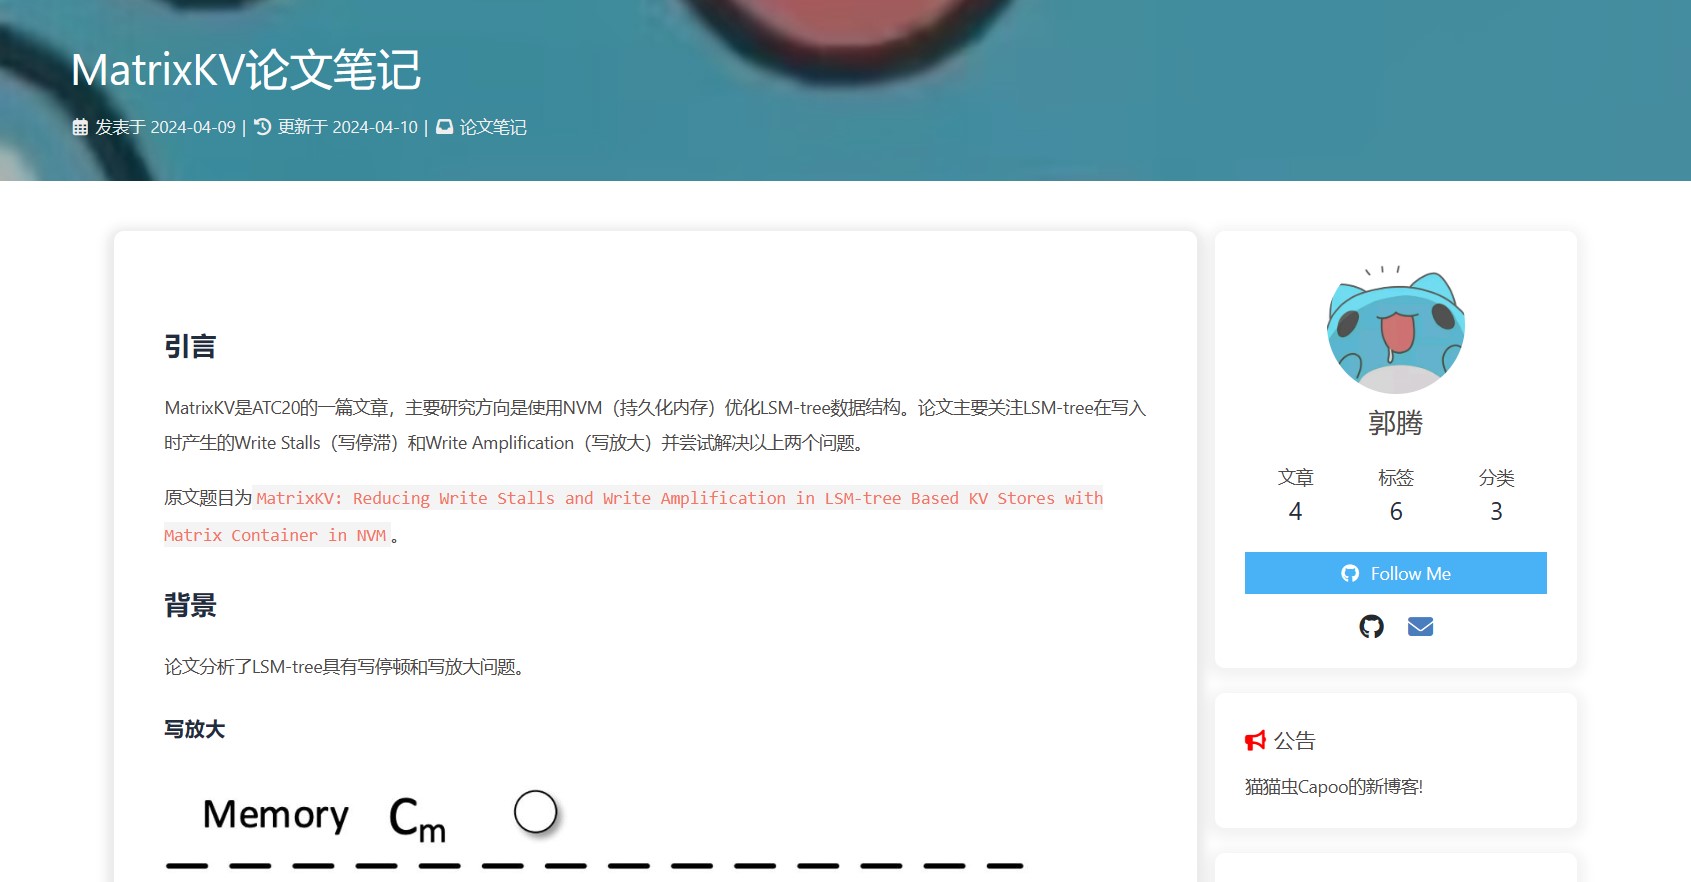 MatrixKV论文笔记
发表于 2024-04-09 | 更新于 2024-04-10 | 论文笔记
引言
MatrixKV是ATC20的一篇文章，主要研究方向是使用NVM（持久化内存）优化LSM-tree数据结构。论文主要关注LSM-tree在写入
时产生的Write Stalls（写停滞）和Write Amplification（写放大）并尝试解决以上两个问题。
原文题目为 MatrixKV: Reducing Write Stalls and Write Amplification in LSM-tree Based KV Stores with
Matrix Container in NVM 。
背景
论文分析了LSM-tree具有写停顿和写放大问题。
写放大
Memory Cm
郭腾
文章 标签 分类
4 6 3
Follow Me
公告
猫猫虫Capoo的新博客!